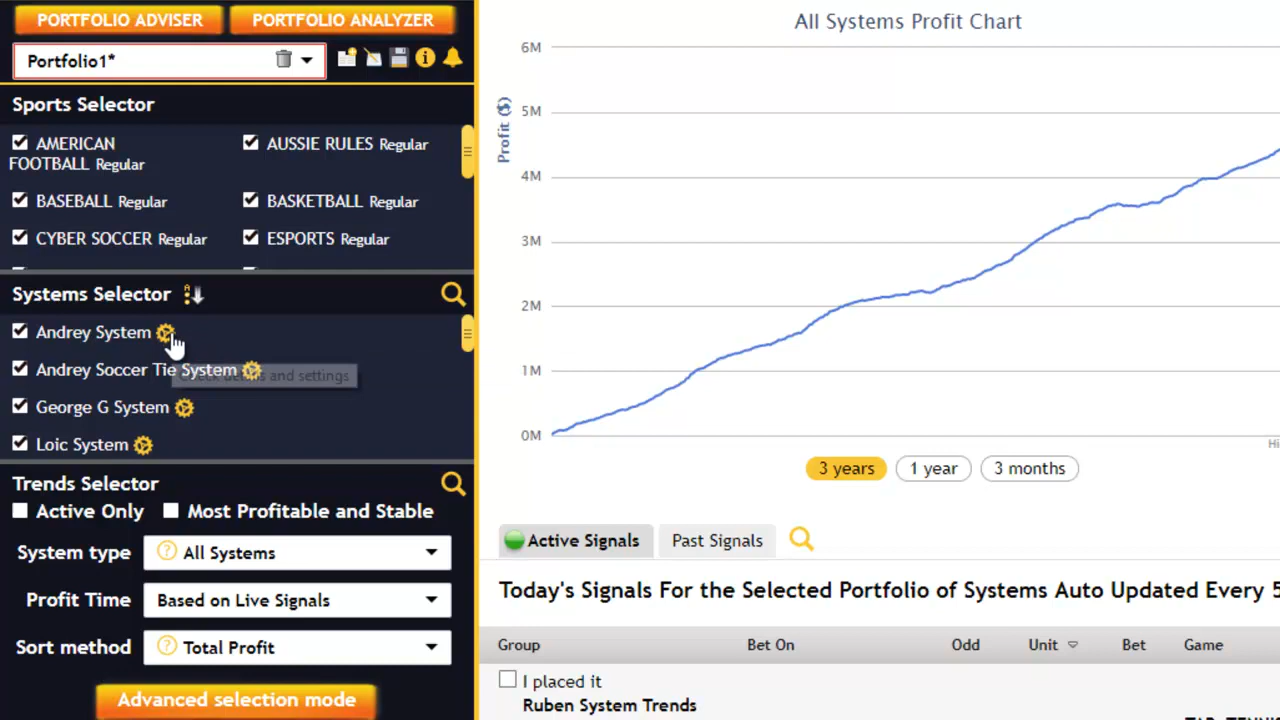 PORTFOLIO ADVISER
PORTFOLIO ANALYZER
Portfolio1*
Sports Selector
AMERICAN FOOTBALL Regular
AUSSIE RULES Regular
BASEBALL Regular
BASKETBALL Regular
CYBER SOCCER Regular
ESPORTS Regular
Systems Selector
Andrey System
Andrey Soccer Tie System
Check details and settings
George G System
Loic System
Trends Selector
Active Only
Most Profitable and Stable
System type
All Systems
Profit Time
Based on Live Signals
Sort method
Total Profit
Advanced selection mode
All Systems Profit Chart
Profit ($)
6M
5M
4M
3M
2M
1M
0M
Hi
3 years
1 year
3 months
Active Signals
Past Signals
Today's Signals For the Selected Portfolio of Systems Auto Updated Every 5
Group
Bet On
Odd
Unit
Bet
Game
I placed it
Ruben System Trends